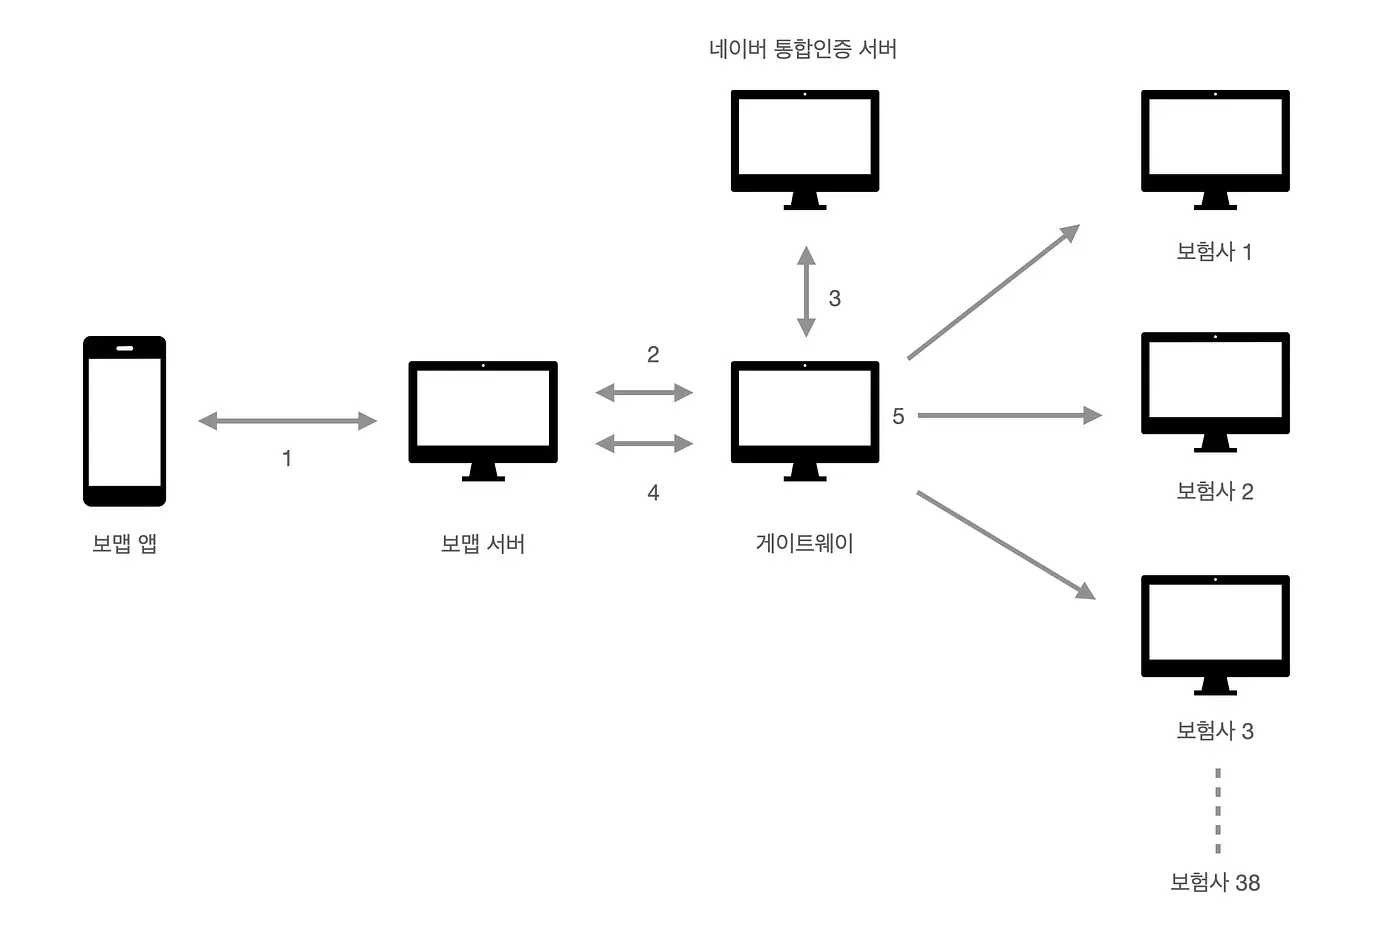 네이버 통합인증 서버
보험사 1
3
2
5
1
4
보험사 2
보맵 앱
보맵 서버
게이트웨이
보험사 3
보험사 38